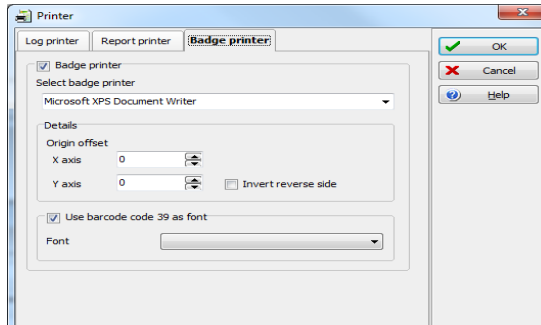 Printer
Log printer Report printer Badge printer
OK
Cancel
Help
Badge printer
Select badge printer
Microsoft XPS Document Writer
Details
Origin offset
X axis 0
Y axis 0 Invert reverse side
Use barcode code 39 as font
Font